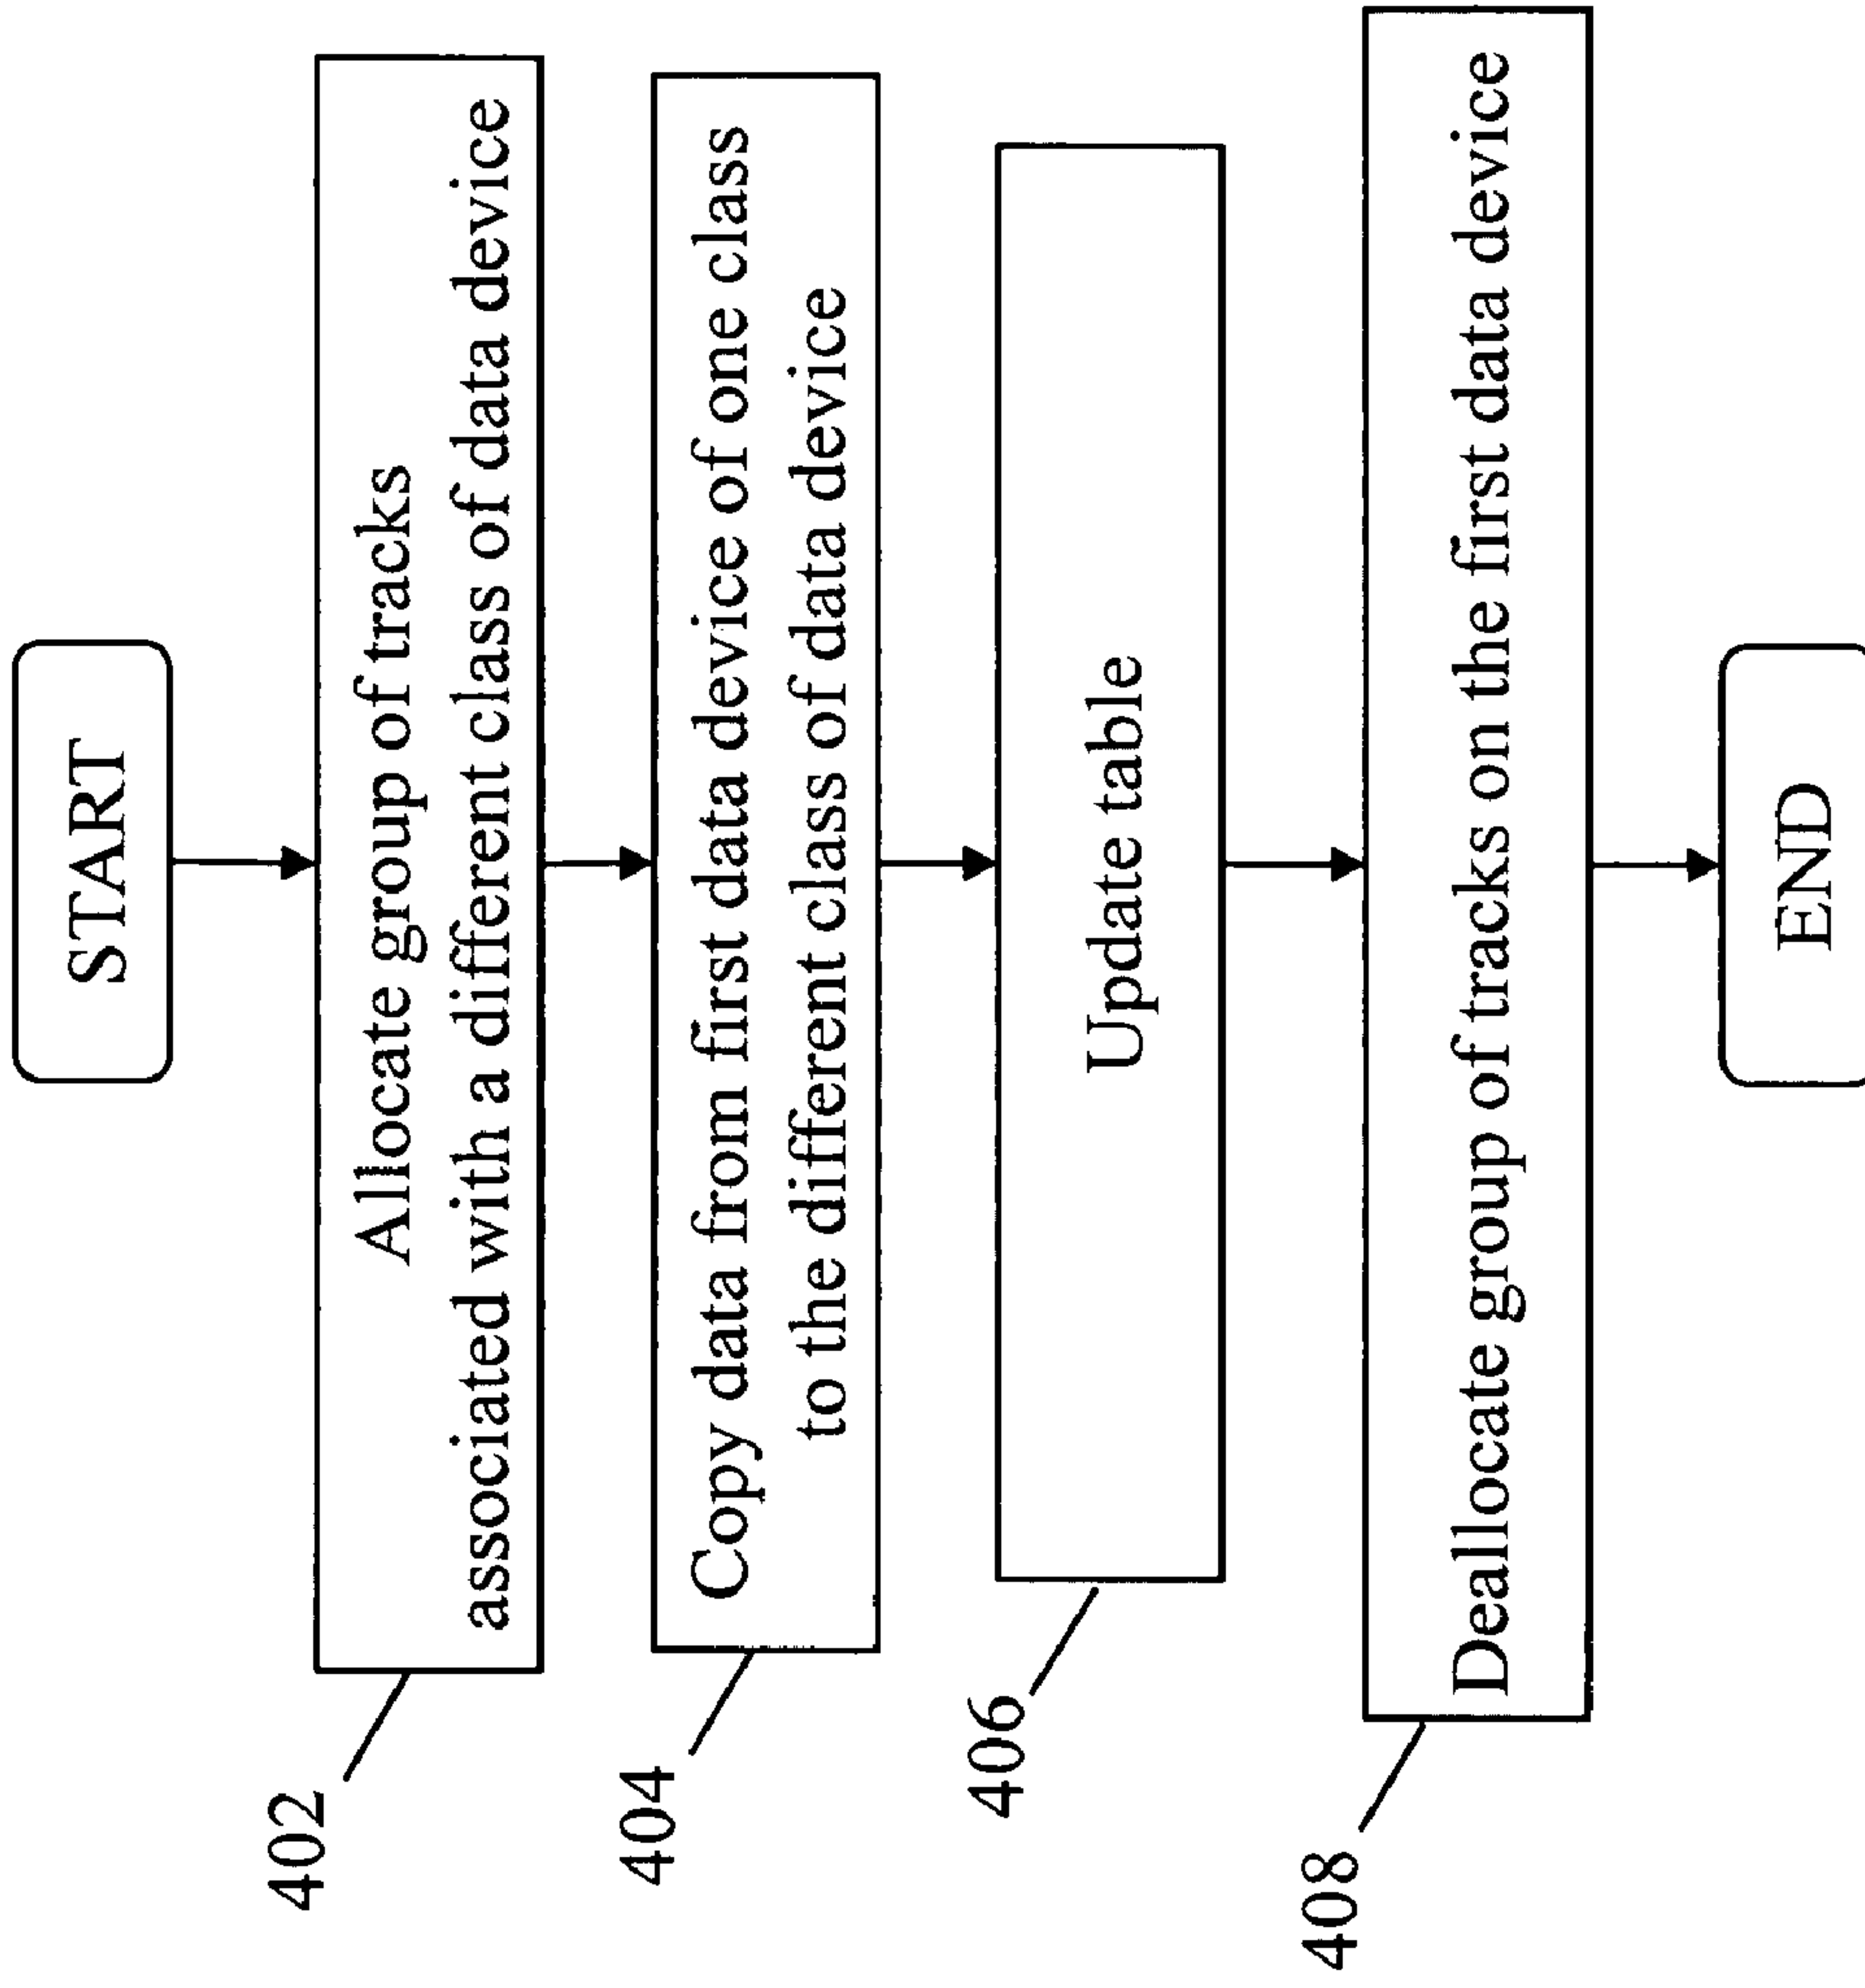 START
402
Allocate group of tracks
associated with a different class of data device
404
Copy data from first data device of one class
to the different class of data device
406
Update table
408
Deallocate group of tracks on the first data device
END